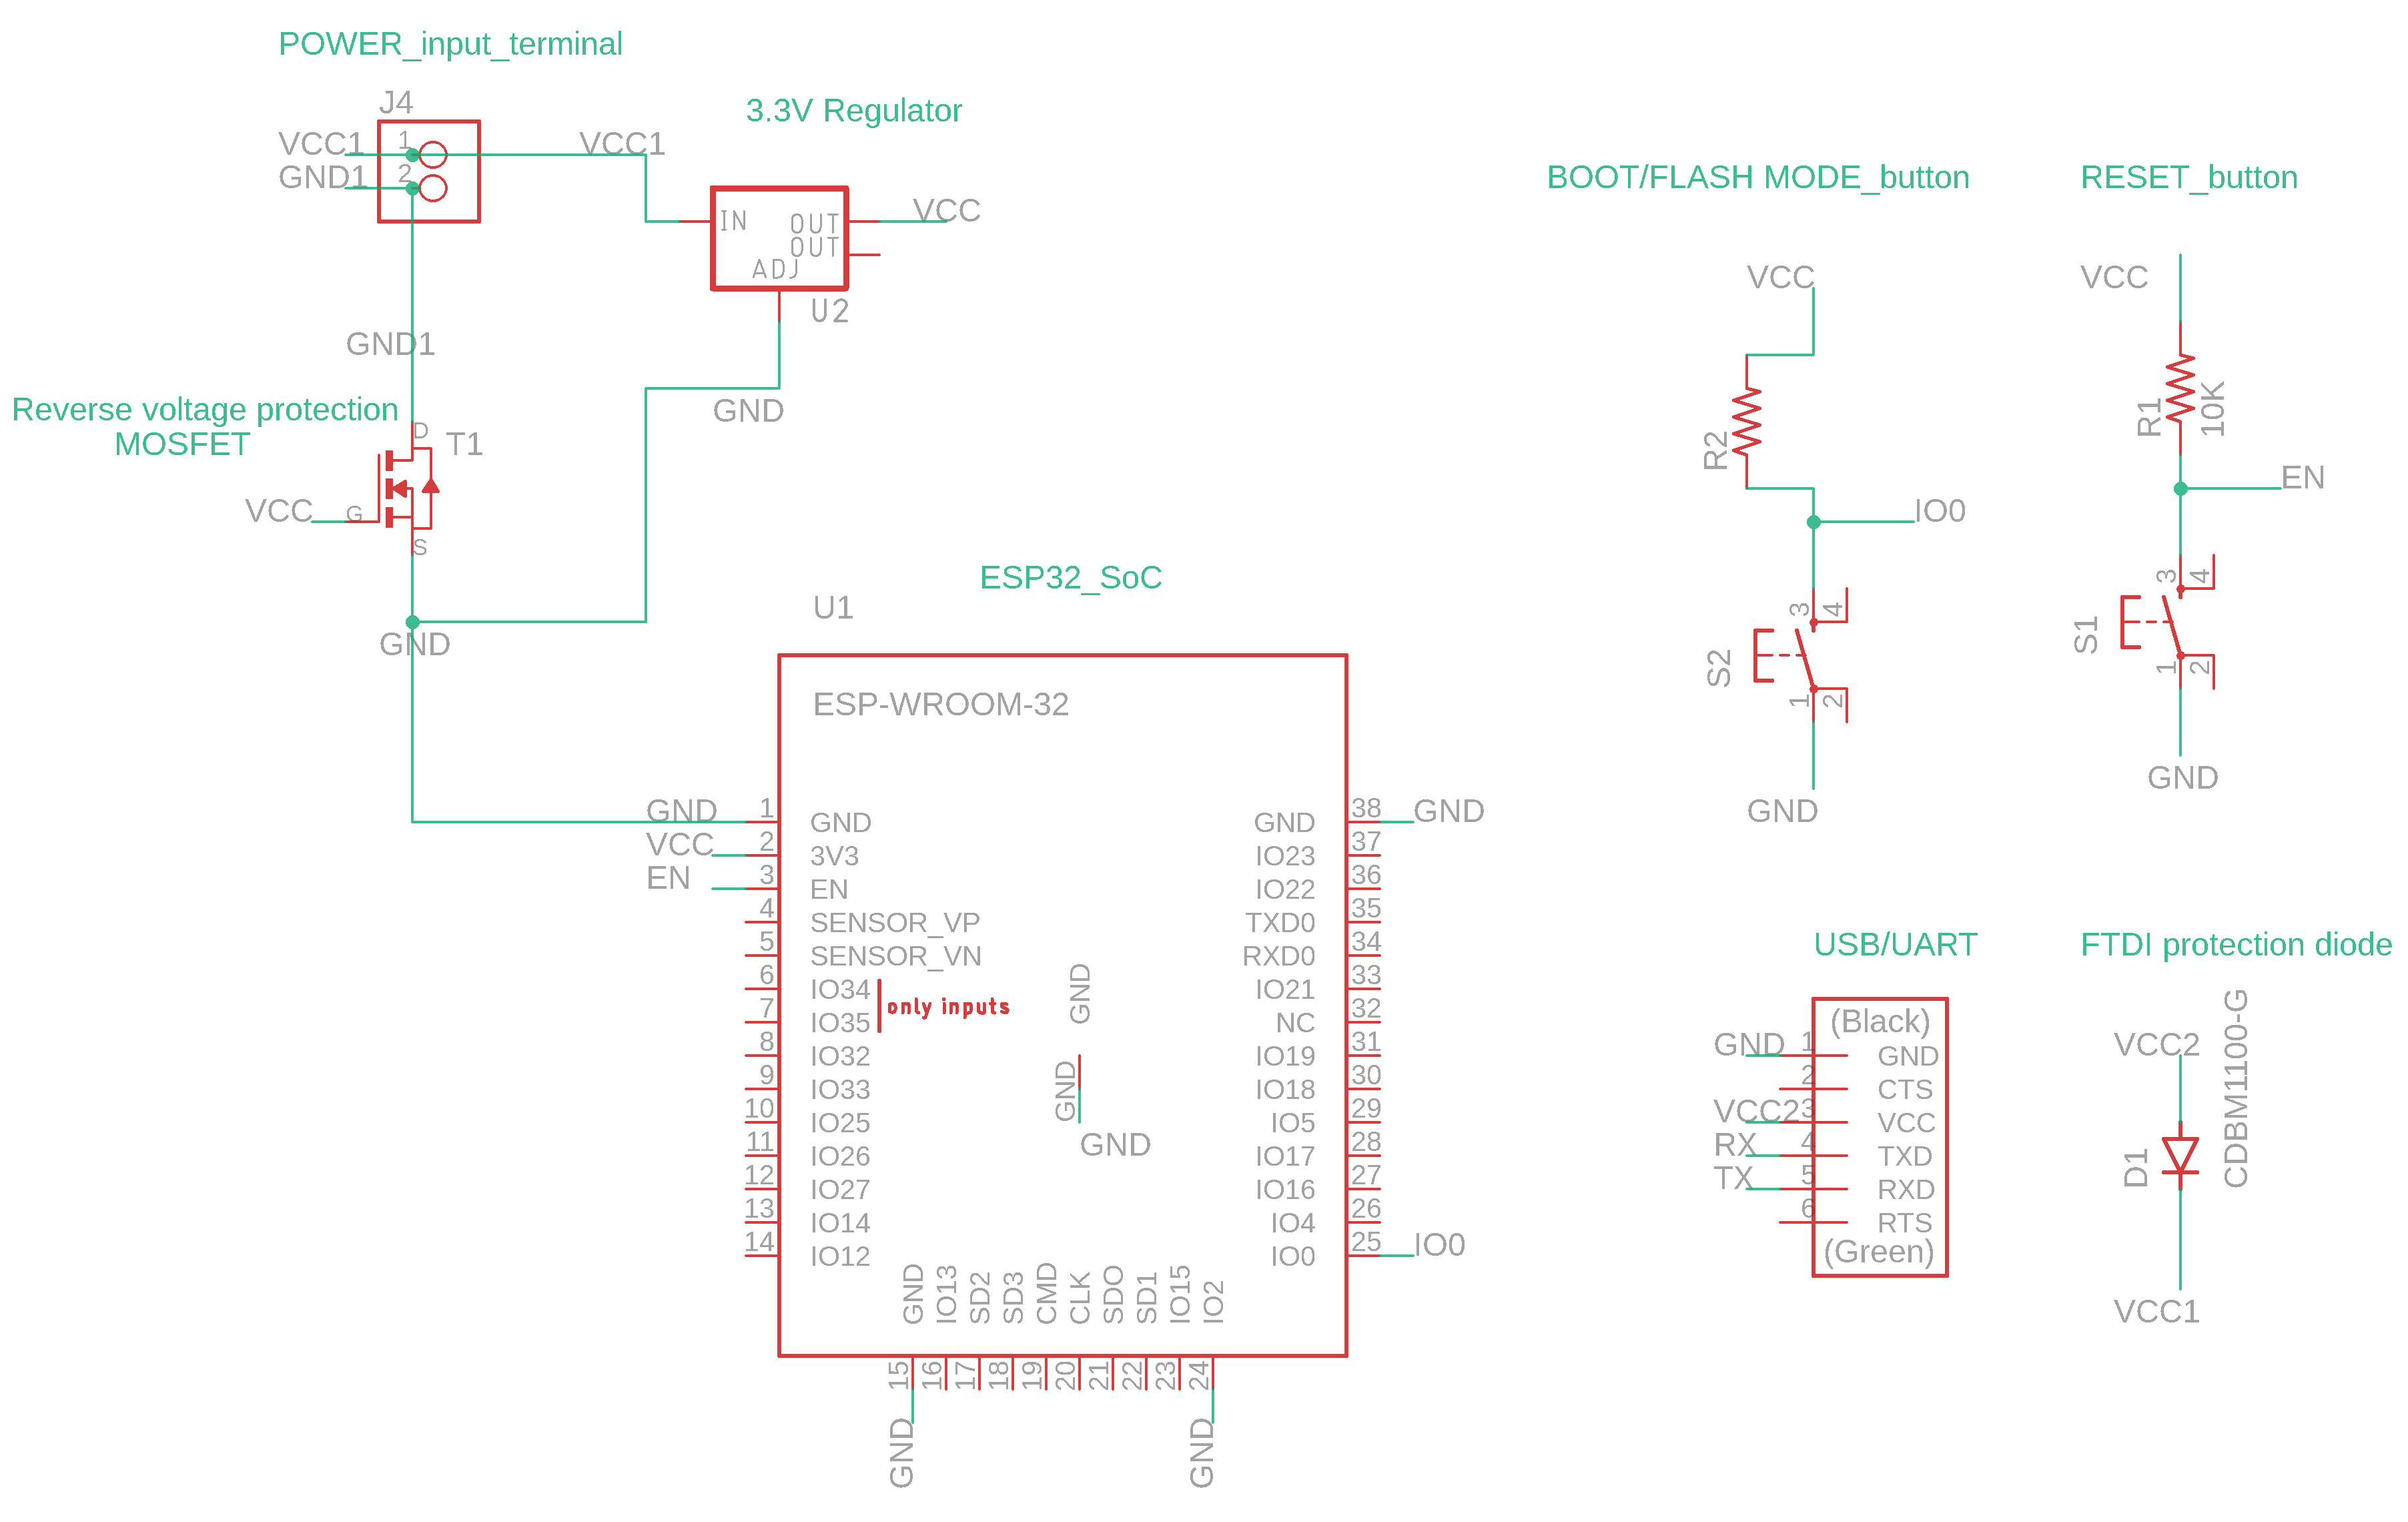 POWER_input_terminal
J4
VCC1 1
GND1 2
VCC1
3.3V Regulator
IN OUT
OUT
ADJ
U2
VCC
GND
GND1
Reverse voltage protection
MOSFET
D
T1
VCC G
S
GND
BOOT/FLASH MODE_button
VCC
R2
IO0
3 4
S2
1 2
GND
RESET_button
VCC
R1
10K
EN
3 4
S1
1 2
GND
ESP32_SoC
U1
ESP-WROOM-32
GND 1 GND
VCC 2 3V3
EN 3 EN
4 SENSOR_VP
5 SENSOR_VN
6 IO34
7 IO35
only inputs
8 IO32
9 IO33
10 IO25
11 IO26
12 IO27
13 IO14
14 IO12
GND
GND
GND
GND 38 GND
IO23 37
IO22 36
TXD0 35
RXD0 34
IO21 33
NC 32
IO19 31
IO18 30
IO5 29
IO17 28
IO16 27
IO4 26
IO0 25 IO0
GND IO13 SD2 SD3 CMD CLK SDO SD1 IO15 IO2
15 16 17 18 19 20 21 22 23 24
GND GND
USB/UART
(Black)
GND 1 GND
2 CTS
VCC2 3 VCC
RX 4 TXD
TX 5 RXD
6 RTS
(Green)
FTDI protection diode
VCC2
D1
CDBM1100-G
VCC1